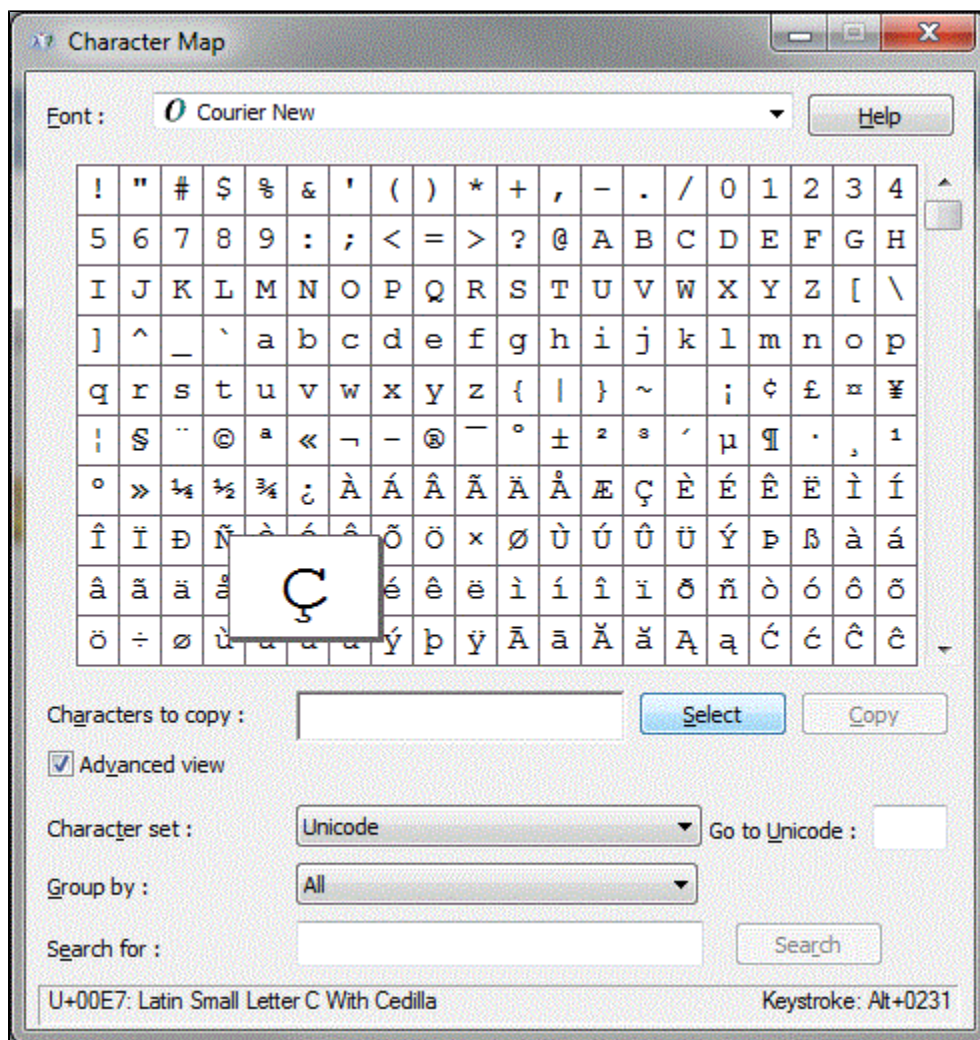 Character Map
Font : O Courier New Help
! " # $ % & ' ( ) * + , − . / 0 1 2 3 4
5 6 7 8 9 : ; < = > ? @ A B C D E F G H
I J K L M N O P Q R S T U V W X Y Z [ \
] ^ _ ` a b c d e f g h i j k l m n o p
q r s t u v w x y z { | } ~ ¡ ¢ £ ¤ ¥
¦ § ¨ © ª « ¬ - ® ¯ ° ± ² ³ ´ µ ¶ · ¸ ¹
º » ¼ ½ ¾ ¿ À Á Â Ã Ä Å Æ Ç È É Ê Ë Ì Í
Î Ï Ð Ñ Õ Ö × Ø Ù Ú Û Ü Ý Þ ß à á
â ã ä å Ç é ê ë ì í î ï ð ñ ò ó ô õ
ö ÷ ø ù ý þ ÿ Ā ā Ă ă Ą ą Ć ć Ĉ ĉ
Characters to copy : Select Copy
Advanced view
Character set : Unicode Go to Unicode :
Group by : All
Search for : Search
U+00E7: Latin Small Letter C With Cedilla Keystroke: Alt+0231